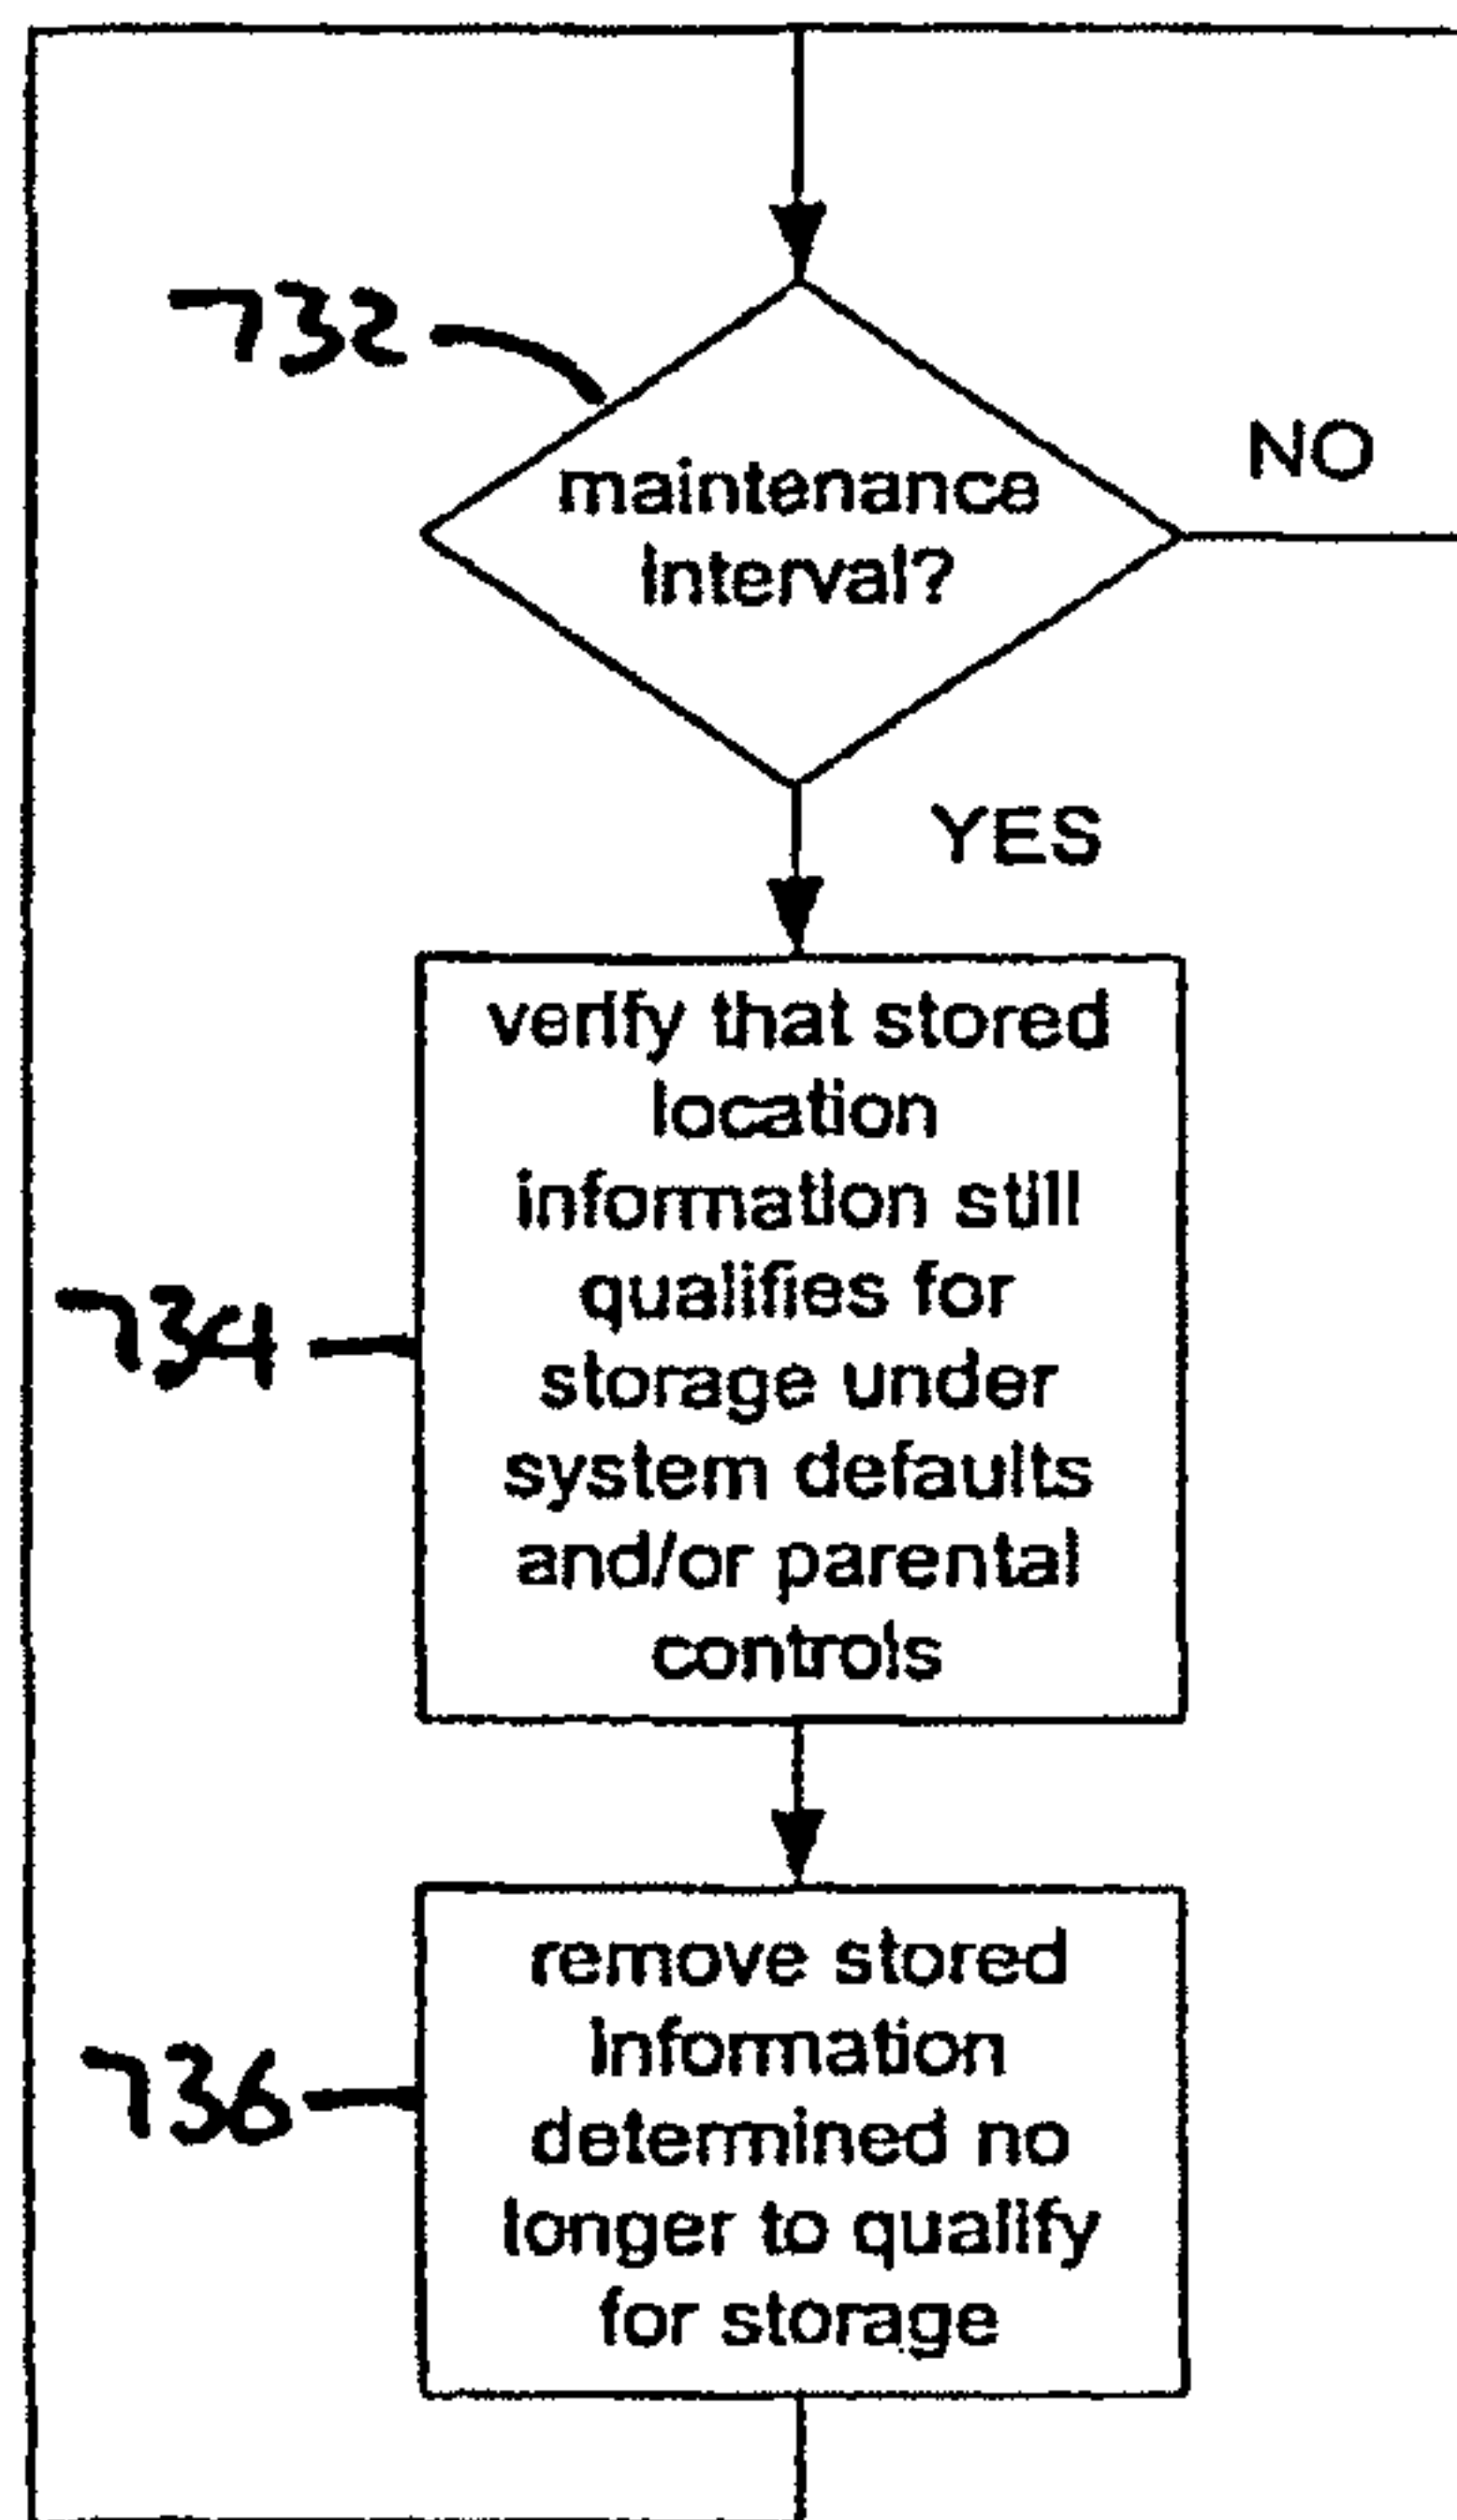 732
maintenance
interval?
NO
YES
verify that stored
location
information still
qualifies for
storage under
system defaults
and/or parental
controls
734
remove stored
information
determined no
longer to qualify
for storage
736